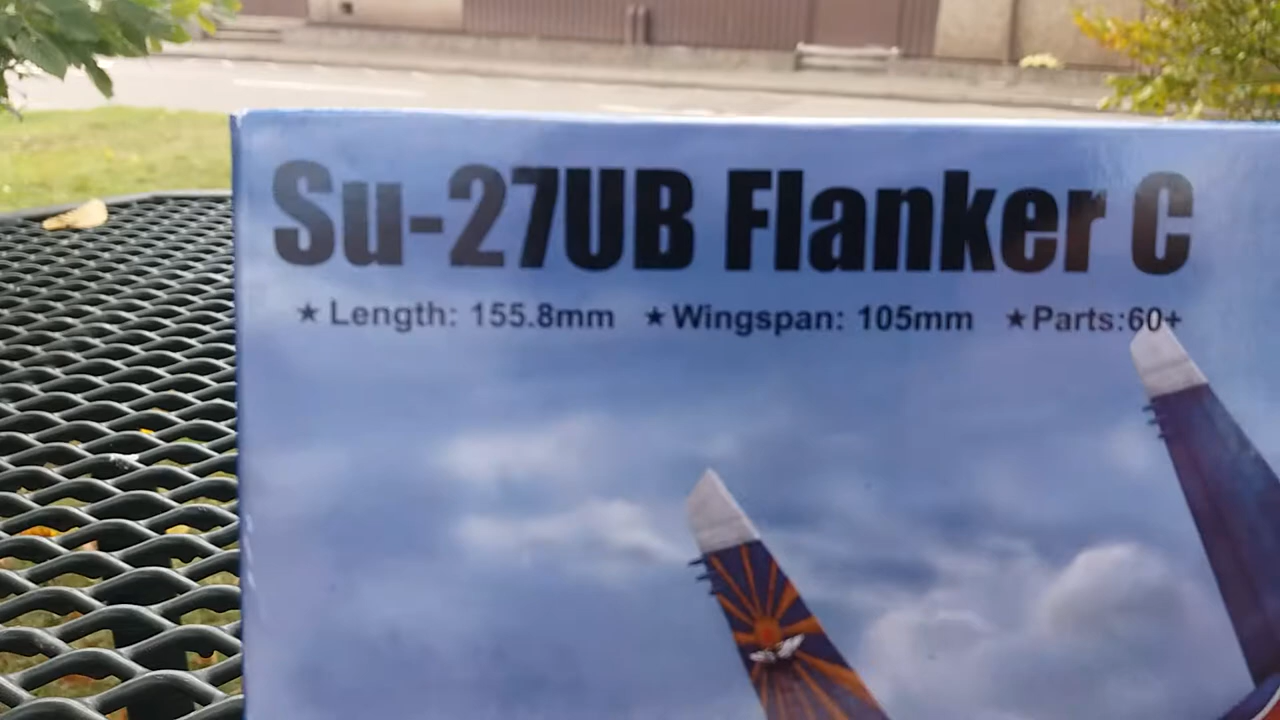 Su-27UB Flanker C
★ Length: 155.8mm ★Wingspan: 105mm ★Parts:60+